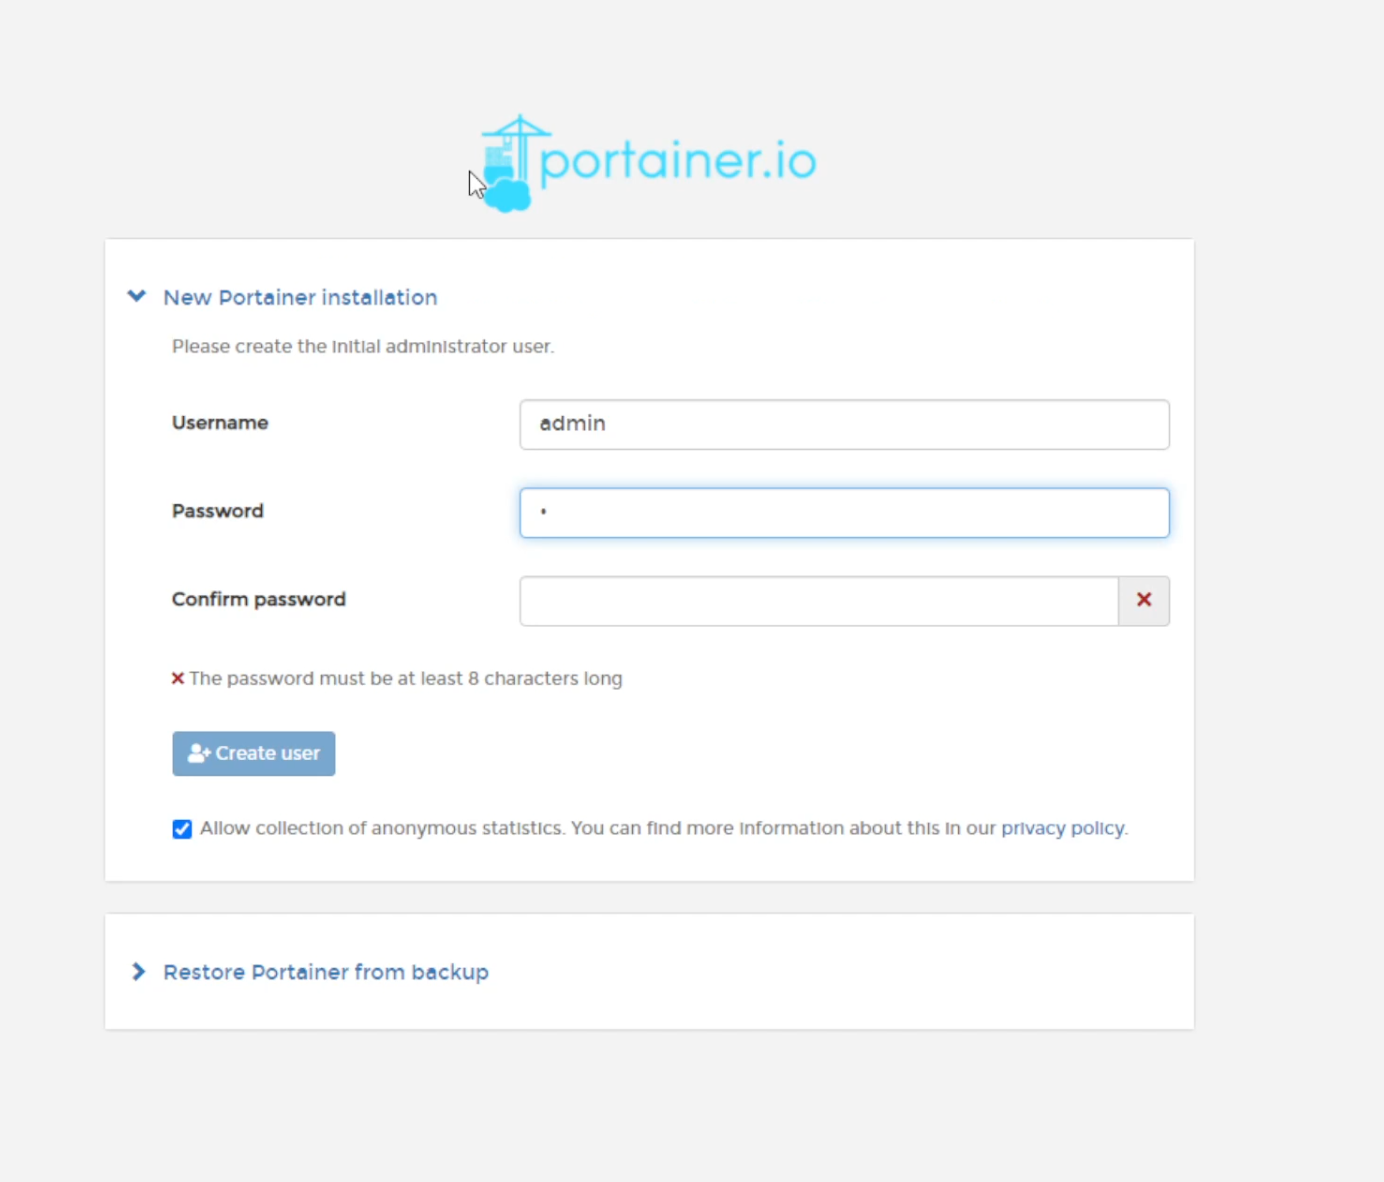 portainer.io
New Portainer installation
Please create the initial administrator user.
Username
admin
Password
•
Confirm password
The password must be at least 8 characters long
Create user
Allow collection of anonymous statistics. You can find more information about this in our privacy policy.
Restore Portainer from backup